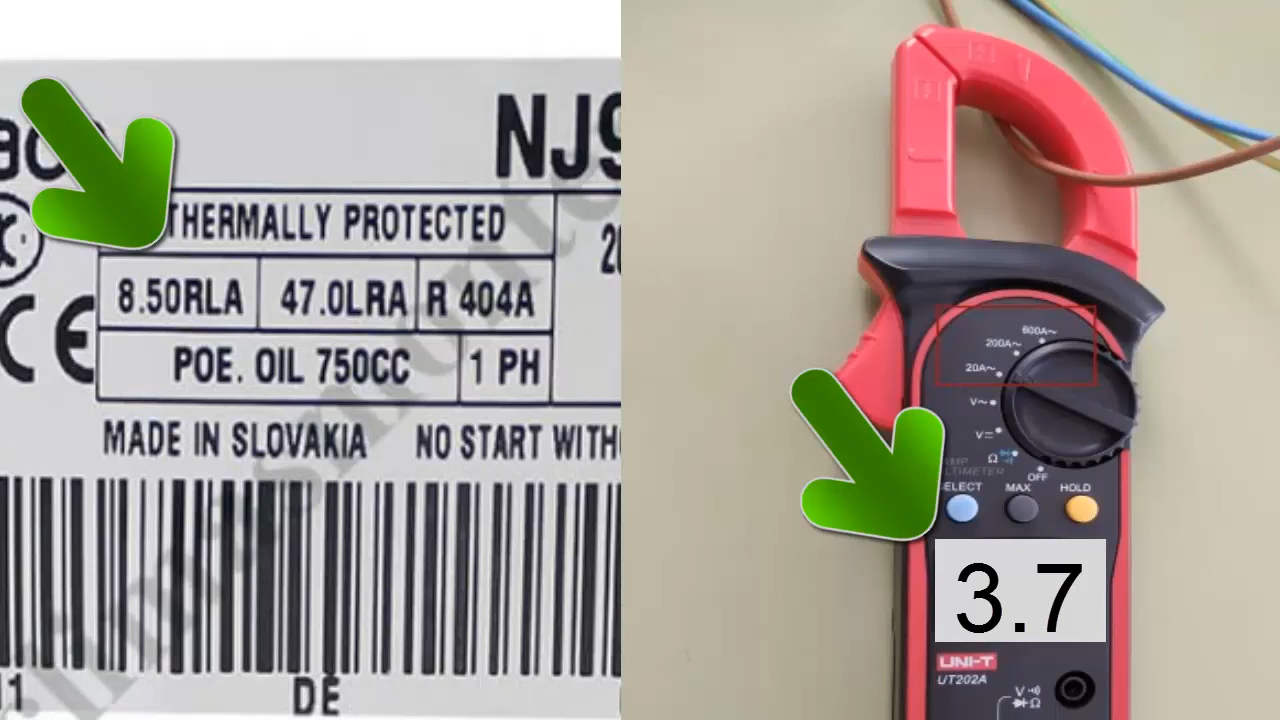 NJ9
THERMALLY PROTECTED
8.50RLA 47.0LRA R 404A
POE. OIL 750CC 1 PH
MADE IN SLOVAKIA NO START WITH
DE
600A~
200A~
20A~
V~
V=
Ω
OFF
SELECT MAX HOLD
3.7
UNI-T
UT202A
V
Ω